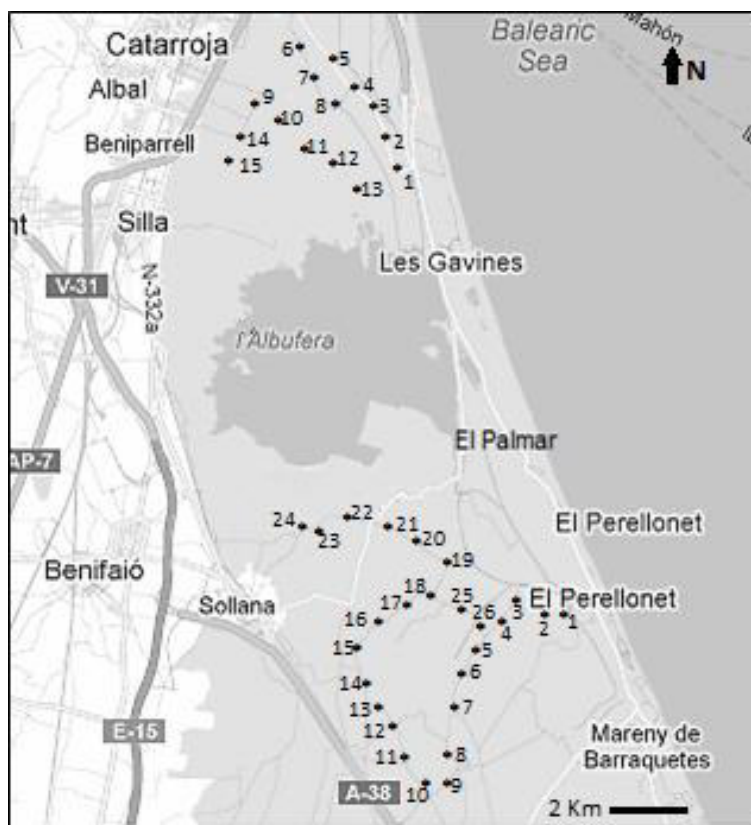 Mahón
Balearic
Sea
N
Catarroja
6
5
Albal
7
4
9
8
3
10
Beniparrell
14
11
2
15
12
1
13
Silla
nt
Les Gavines
V-31
N-332a
l'Albufera
El Palmar
AP-7
22
24
21
El Perellonet
23
20
Benifaió
19
18
25
3
El Perellonet
Sollana
17
26
16
4
2
1
15
5
6
14
13
7
12
Mareny de
Barraquetes
E-15
11
8
A-38
10
9
2 Km